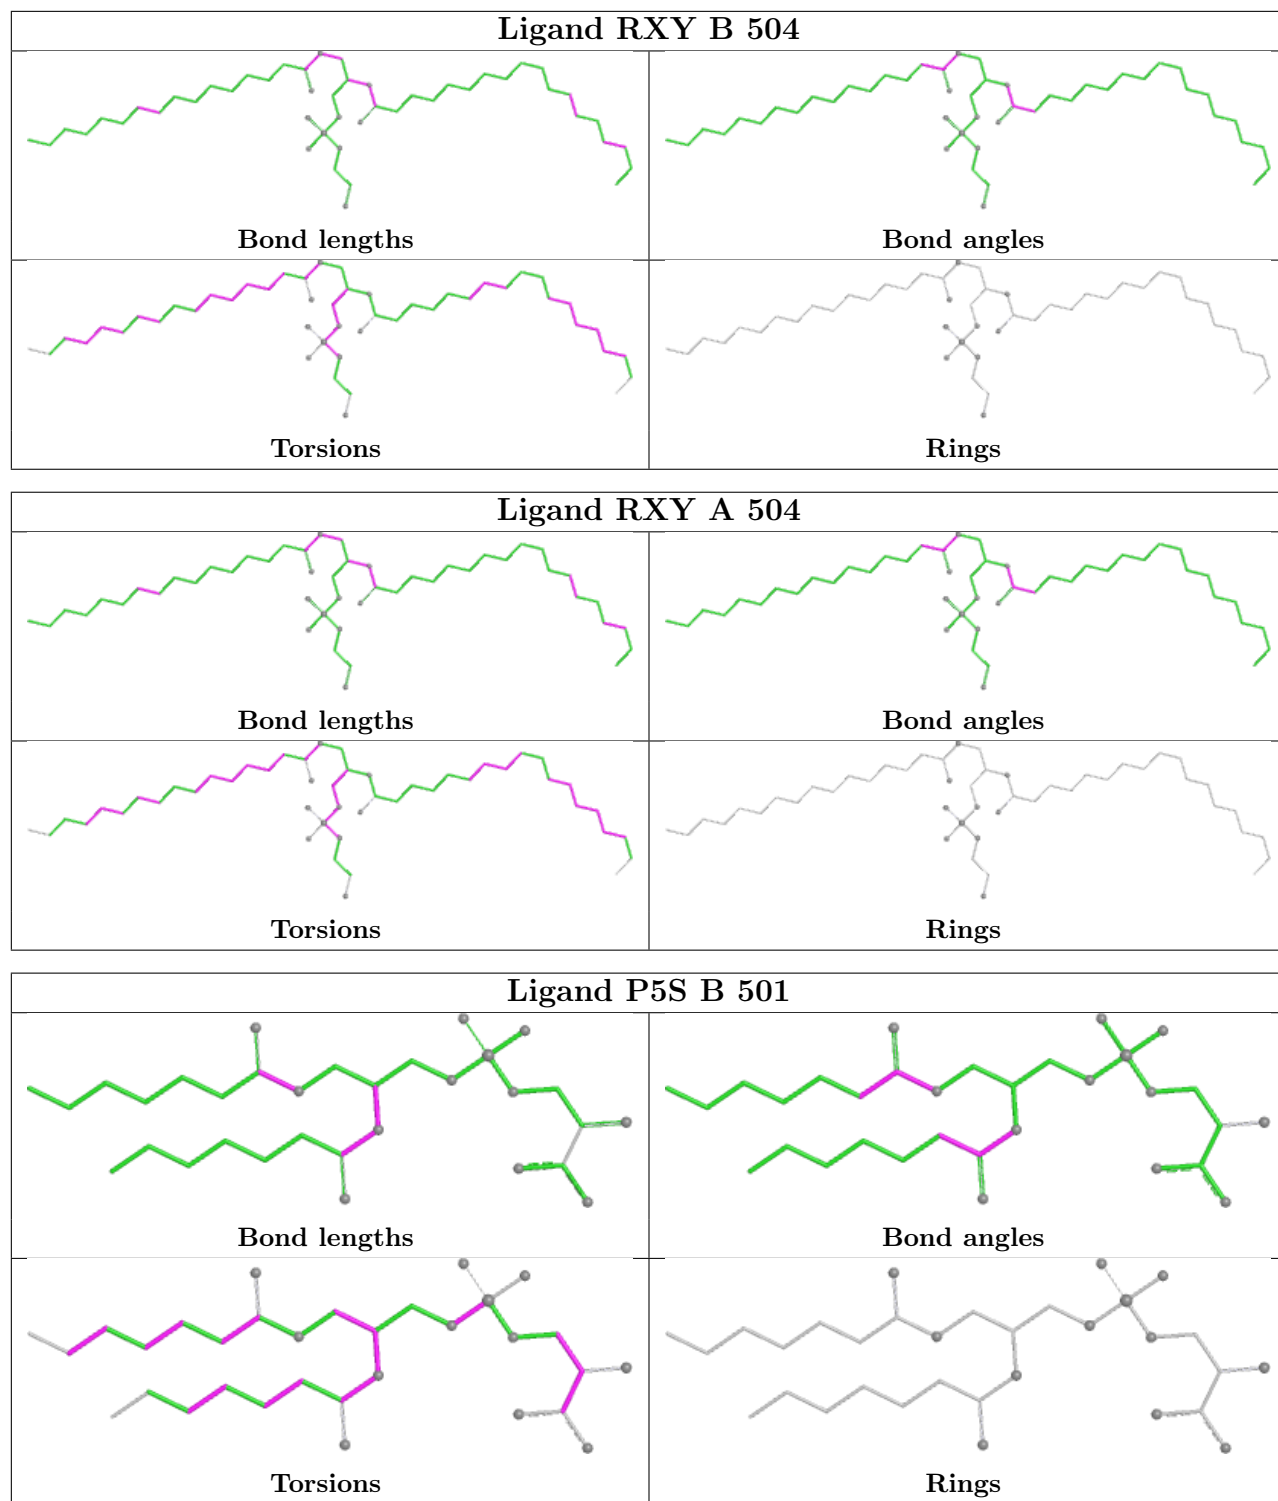 Ligand RXY B 504
Bond lengths
Bond angles
Torsions
Rings
Ligand RXY A 504
Bond lengths
Bond angles
Torsions
Rings
Ligand P5S B 501
Bond lengths
Bond angles
Torsions
Rings